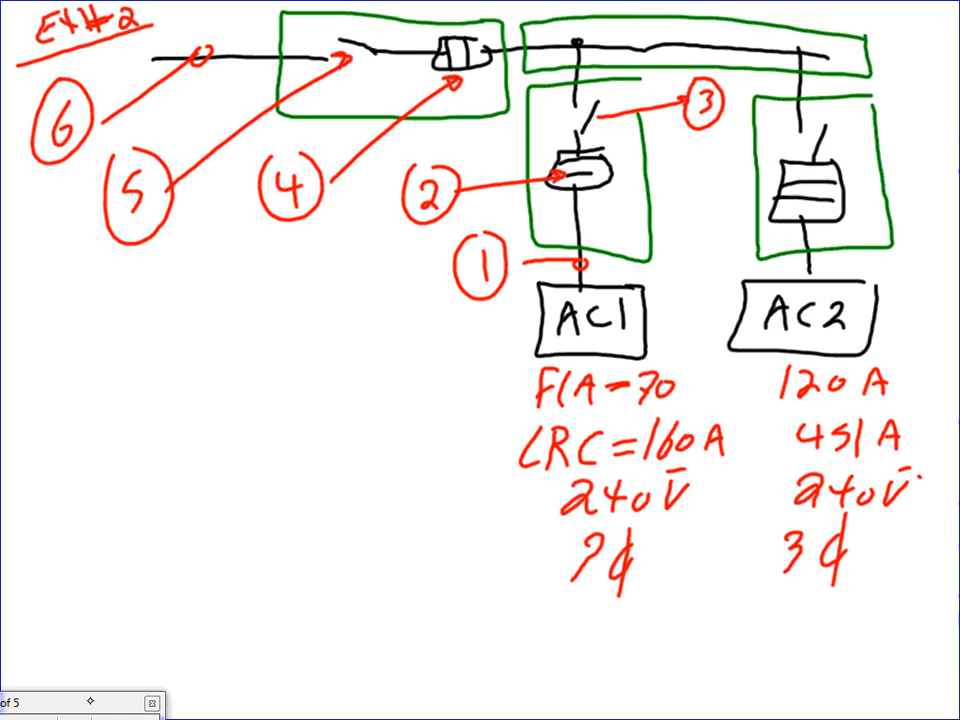 EX#2
6
5
4
2
3
1
AC1
AC2
FLA = 70
LRC = 160A
240V
3ϕ
120A
451A
240V
3ϕ
of 5